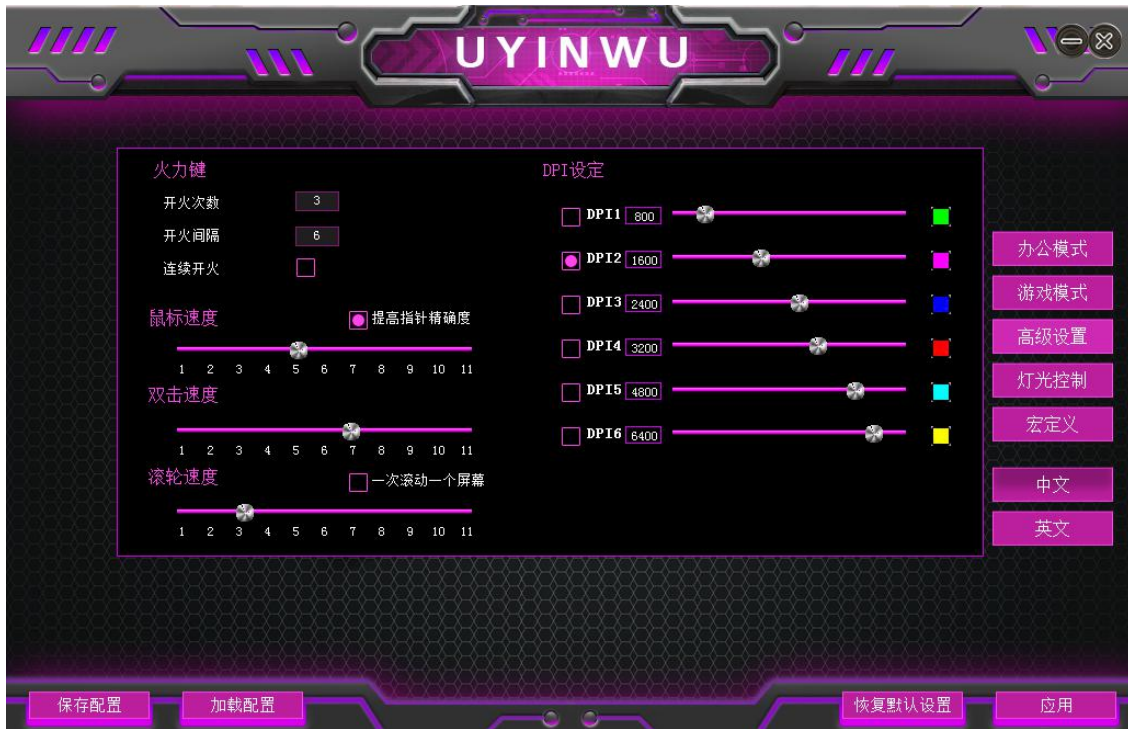 UYINWU
火力键
开火次数 3
开火间隔 6
连续开火
鼠标速度 提高指针精确度
1 2 3 4 5 6 7 8 9 10 11
双击速度
1 2 3 4 5 6 7 8 9 10 11
滚轮速度 一次滚动一个屏幕
1 2 3 4 5 6 7 8 9 10 11
DPI设定
DPI1 800
DPI2 1600
DPI3 2400
DPI4 3200
DPI5 4800
DPI6 6400
办公模式
游戏模式
高级设置
灯光控制
宏定义
中文
英文
保存配置 加载配置 恢复默认设置 应用